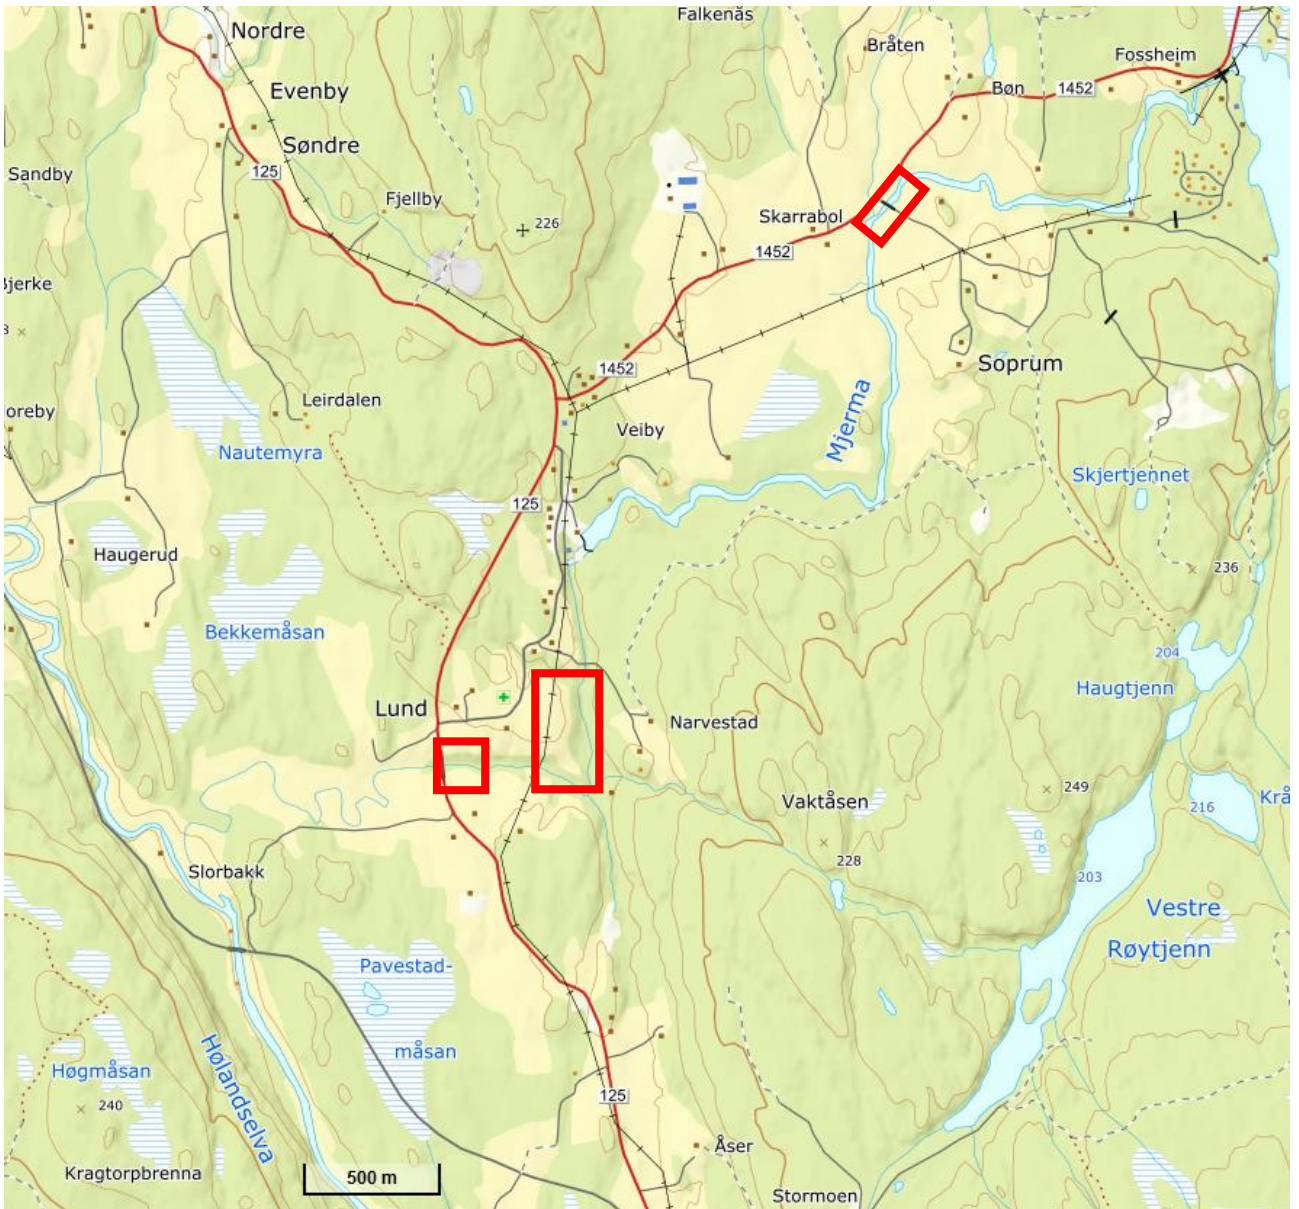 Falkenås
Nordre
Bråten
Fossheim
Evenby
Bøn
1452
Søndre
125
Sandby
Fjellby
226
Skarrabol
1452
Bjerke
Soprum
1452
Leirdalen
Mjerma
oreby
Veiby
Nautemyra
Skjertjennet
125
Haugerud
236
Bekkemåsan
204
Haugtjenn
Lund
Narvestad
249
Vaktåsen
216
Krå
228
Slorbakk
203
Vestre
Røytjenn
Pavestad-
måsan
Hølandselva
Høgmåsan
125
240
Åser
Kragtorpbrenna
500 m
Stormoen